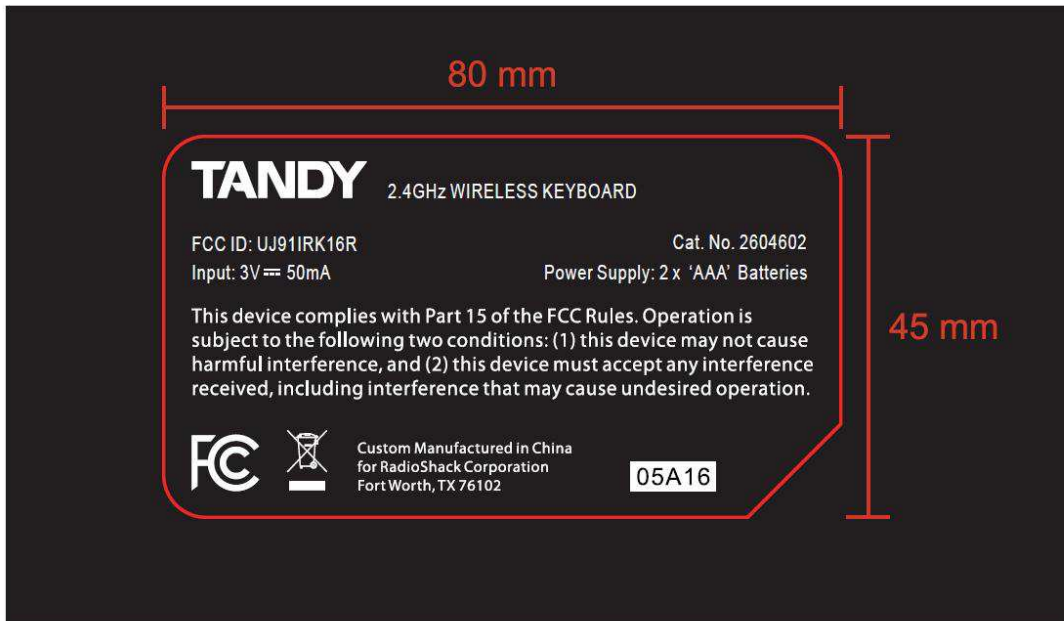 80 mm
TANDY 2.4GHz WIRELESS KEYBOARD
FCC ID: UJ91IRK16R Cat. No. 2604602
Input: 3V⎓50mA Power Supply: 2 x 'AAA' Batteries
45 mm
This device complies with Part 15 of the FCC Rules. Operation is
subject to the following two conditions: (1) this device may not cause
harmful interference, and (2) this device must accept any interference
received, including interference that may cause undesired operation.
FC
Custom Manufactured in China
for RadioShack Corporation
Fort Worth, TX 76102
05A16